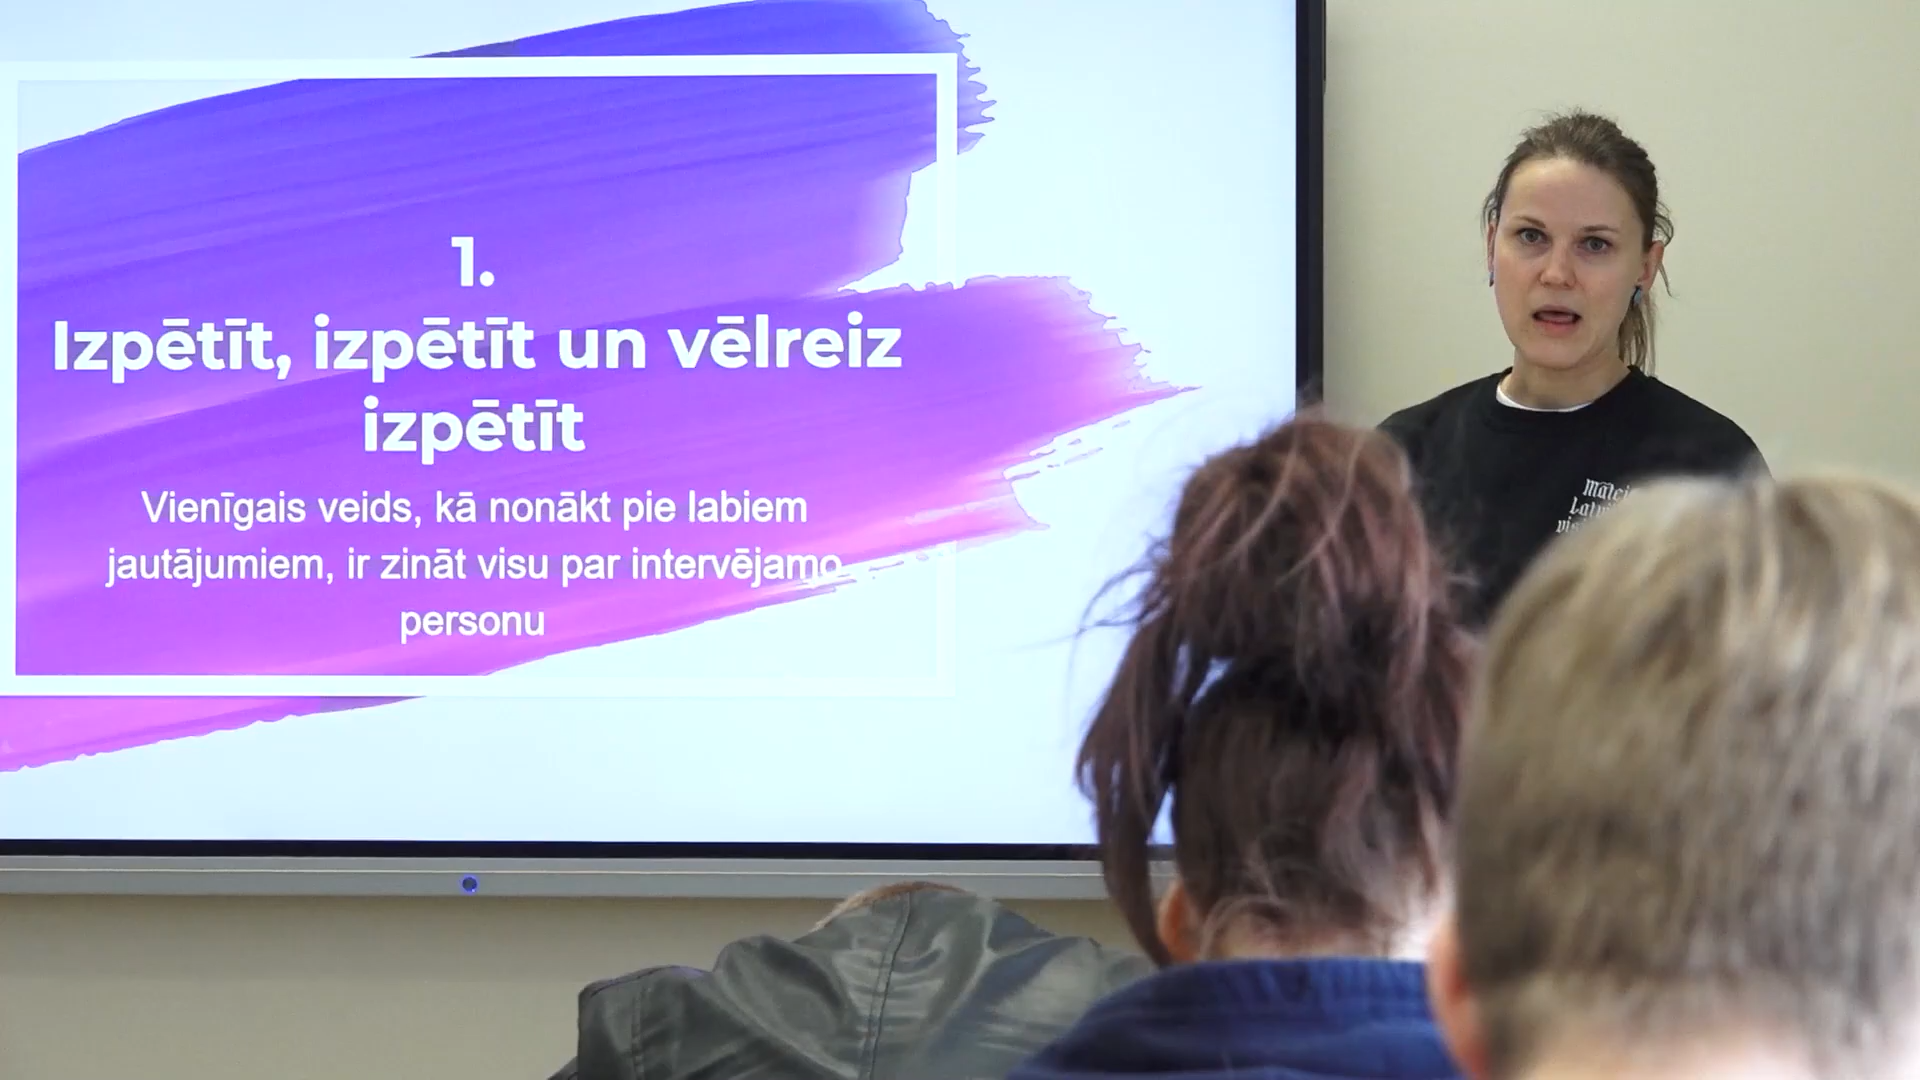 1.
Izpētīt, izpētīt un vēlreiz
izpētīt
Vienīgais veids, kā nonākt pie labiem
jautājumiem, ir zināt visu par intervējamo
personu